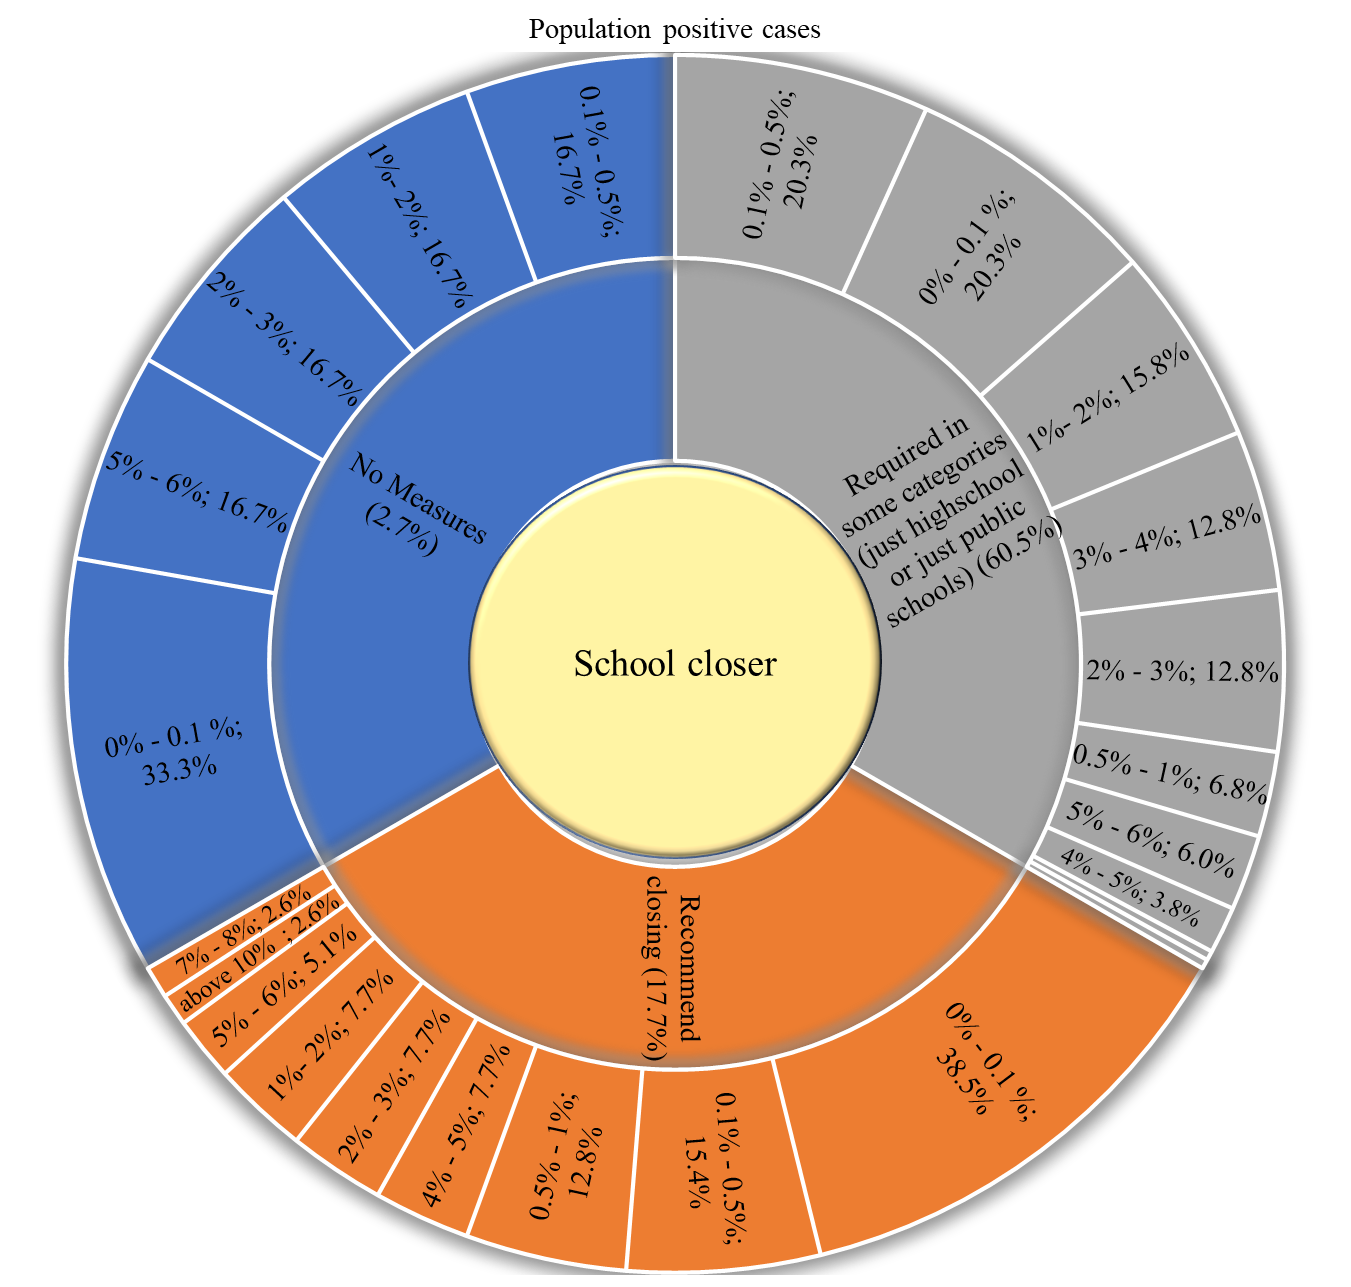 Population positive cases
0.1% - 0.5%;
20.3%
0% - 0.1 %;
20.3%
1%- 2%; 15.8%
3% - 4%; 12.8%
2% - 3%; 12.8%
0.5% - 1%; 6.8%
5% - 6%; 6.0%
4% - 5%; 3.8%
Required in
some categories
(just highschool
or just public
schools) (60.5%)
0% - 0.1 %;
38.5%
0.1% - 0.5%;
15.4%
0.5% - 1%;
12.8%
4% - 5%; 7.7%
2% - 3%; 7.7%
1%- 2%; 7.7%
5% - 6%; 5.1%
above 10% ; 2.6%
7% - 8%; 2.6%
Recommend
closing (17.7%)
0% - 0.1 %;
33.3%
5% - 6%; 16.7%
2% - 3%; 16.7%
1%- 2%; 16.7%
0.1% - 0.5%;
16.7%
No Measures
(2.7%)
School closer